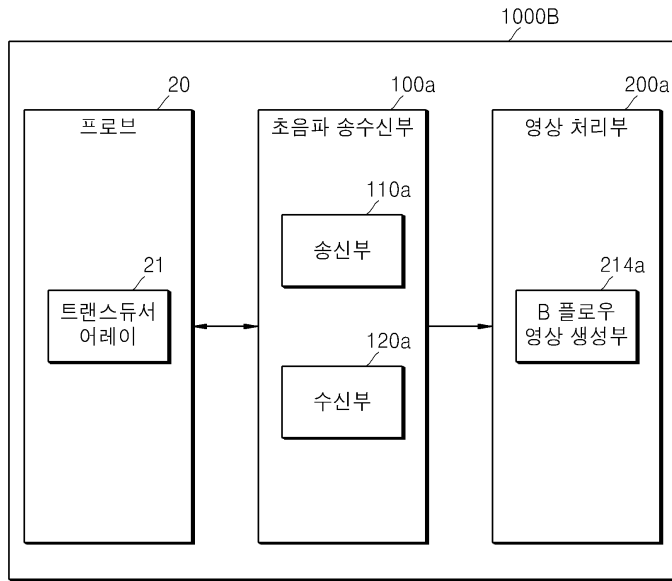 1000B
20
100a
200a
프로브
초음파 송수신부
영상 처리부
110a
송신부
21
214a
트랜스듀서
어레이
B 플로우
영상 생성부
120a
수신부